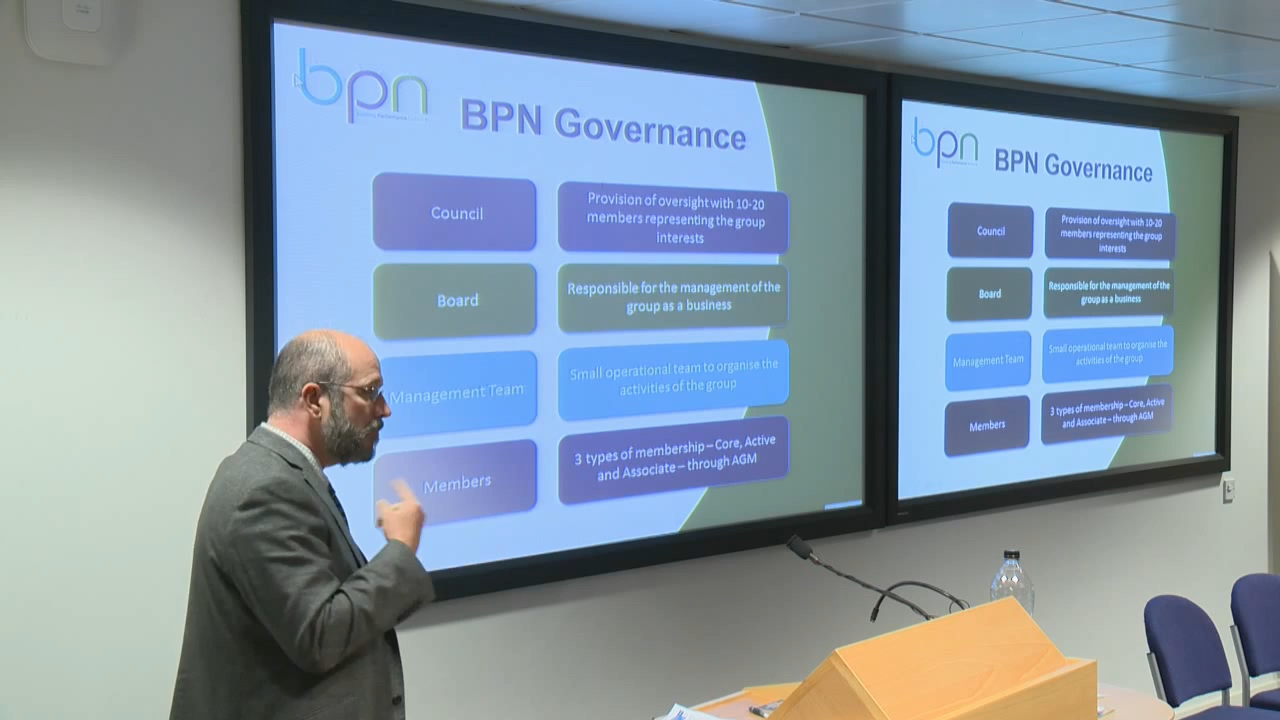 bpn
BPN Governance
Council
Provision of oversight with 10-20
members representing the group
interests
Board
Responsible for the management of the
group as a business
Management Team
Small operational team to organise the
activities of the group
Members
3 types of membership – Core, Active
and Associate – through AGM
bpn
BPN Governance
Council
Provision of oversight with 10-20
members representing the group
interests
Board
Responsible for the management of the
group as a business
Management Team
Small operational team to organise the
activities of the group
Members
3 types of membership – Core, Active
and Associate – through AGM